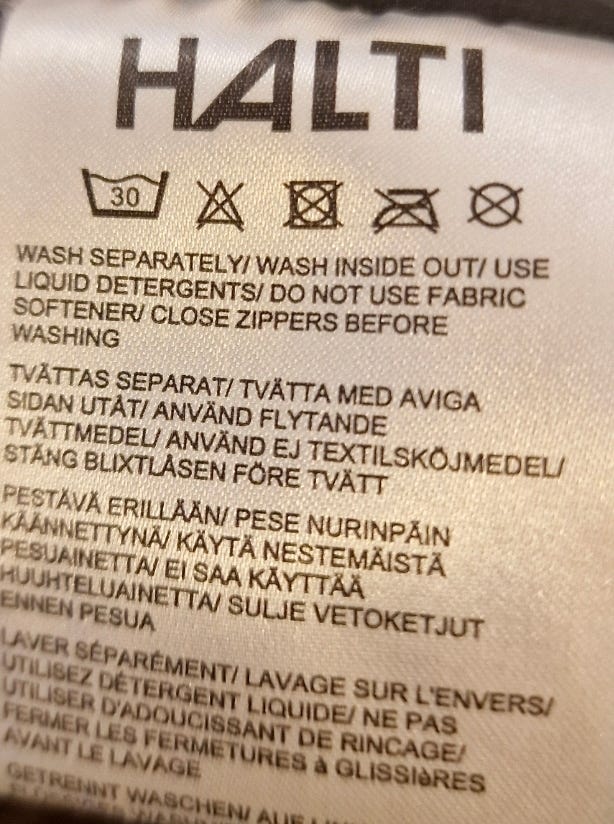 HALTI
30
WASH SEPARATELY/ WASH INSIDE OUT/ USE
LIQUID DETERGENTS/ DO NOT USE FABRIC
SOFTENER/ CLOSE ZIPPERS BEFORE
WASHING
TVÄTTAS SEPARAT/ TVÄTTA MED AVIGA
SIDAN UTÅT/ ANVÄND FLYTANDE
TVÄTTMEDEL/ ANVÄND EJ TEXTILSKÖJMEDEL/
STÄNG BLIXTLÅSEN FÖRE TVÄTT
PESTÄVÄ ERILLÄÄN/ PESE NURINPÄIN
KÄÄNNETTYNÄ/ KÄYTÄ NESTEMÄISTÄ
PESUAINETTA/ EI SAA KÄYTTÄÄ
HUUHTELUAINETTA/ SULJE VETOKETJUT
ENNEN PESUA
LAVER SÉPARÉMENT/ LAVAGE SUR L'ENVERS/
UTILISEZ DÉTERGENT LIQUIDE/ NE PAS
UTILISER D'ADOUCISSANT DE RINCAGE/
FERMER LES FERMETURES à GLISSIèRES
AVANT LE LAVAGE
GETRENNT WASCHEN/ AUF